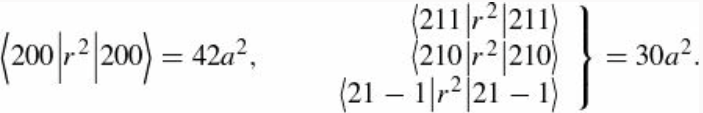 ⟨200|r²|200⟩ = 42a²,
⟨211|r²|211⟩
⟨210|r²|210⟩
⟨21 − 1|r²|21 − 1⟩
} = 30a².